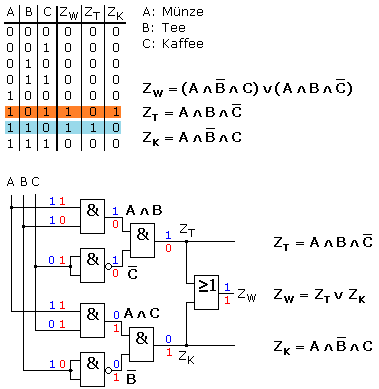 A B C Z_W Z_T Z_K
0 0 0 0 0 0
0 0 1 0 0 0
0 1 0 0 0 0
0 1 1 0 0 0
1 0 0 0 0 0
1 0 1 1 0 1
1 1 0 1 1 0
1 1 1 0 0 0
A: Münze
B: Tee
C: Kaffee
Z_W = (A ∧ B̅ ∧ C) ∨ (A ∧ B ∧ C̅)
Z_T = A ∧ B ∧ C̅
Z_K = A ∧ B̅ ∧ C
A B C
1 1
1 0
&
A ∧ B
1
0
&
1 0
Z_T
0 1
&
1
0
C̅
Z_T = A ∧ B ∧ C̅
≥1
1
1
Z_W
Z_W = Z_T ∨ Z_K
1 1
0 1
&
A ∧ C
0
1
&
0
1
Z_K
1 0
&
0
1
B̅
Z_K = A ∧ B̅ ∧ C